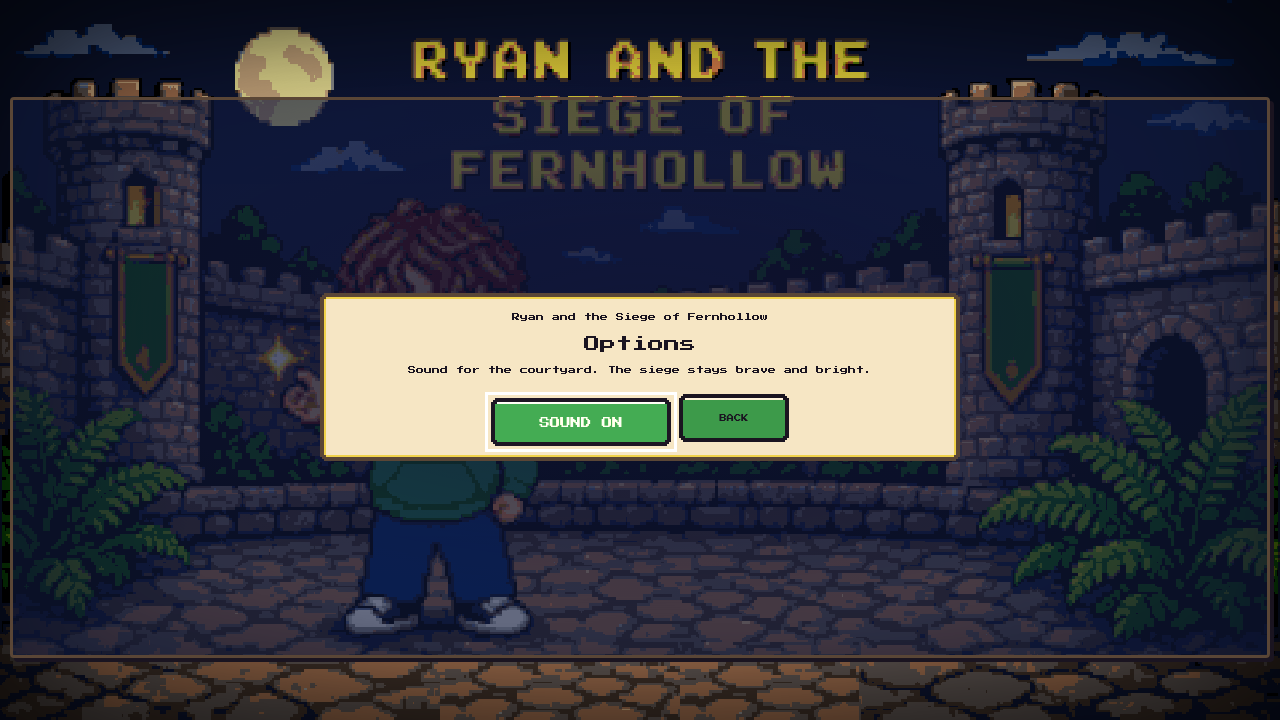 RYAN AND THE
SIEGE OF
FERNHOLLOW
Ryan and the Siege of Fernhollow
Options
Sound for the courtyard. The siege stays brave and bright.
SOUND ON
BACK